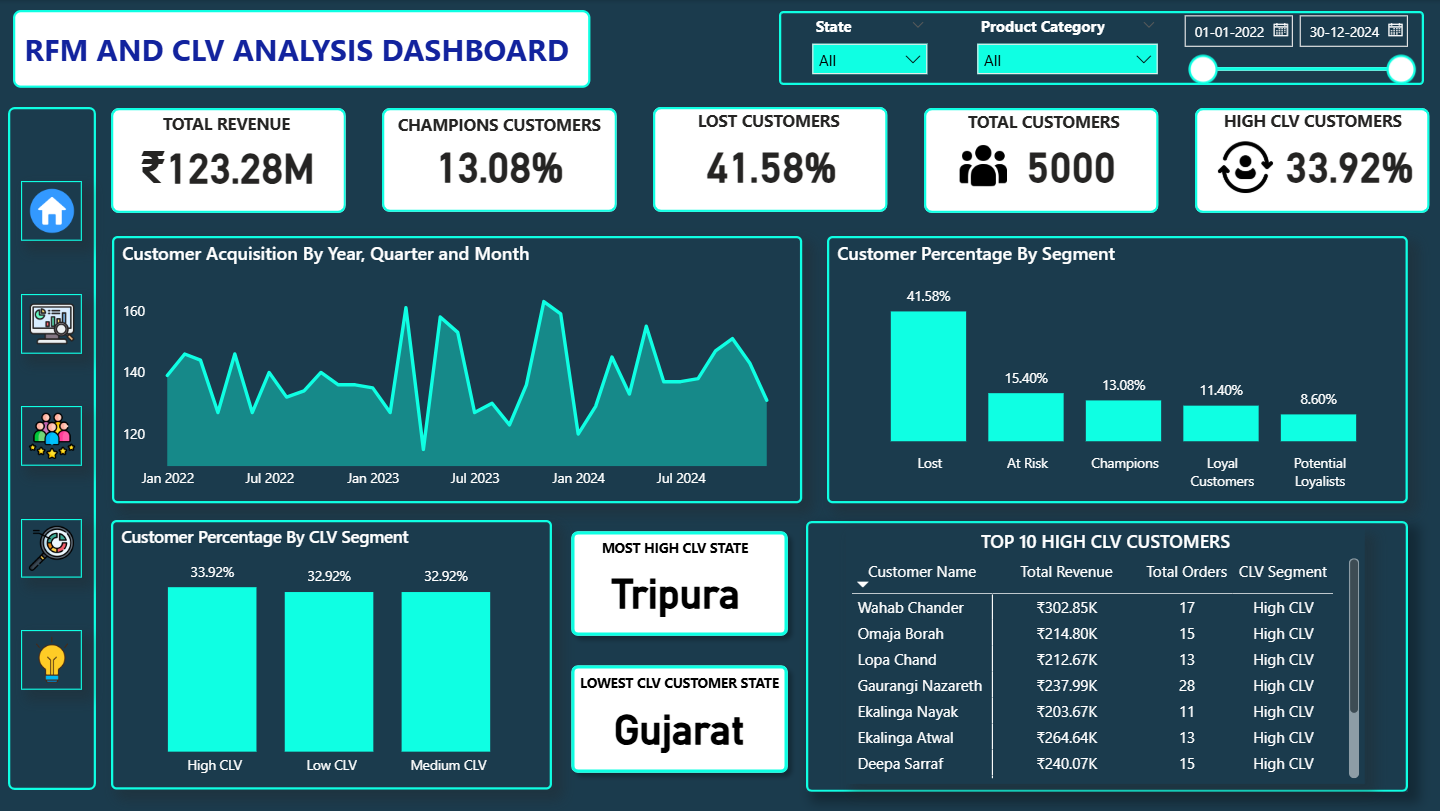 RFM AND CLV ANALYSIS DASHBOARD
State
Product Category
All
All
01-01-2022
30-12-2024
TOTAL REVENUE
₹123.28M
CHAMPIONS CUSTOMERS
13.08%
LOST CUSTOMERS
41.58%
TOTAL CUSTOMERS
5000
HIGH CLV CUSTOMERS
33.92%
Customer Acquisition By Year, Quarter and Month
160
140
120
Jan 2022 Jul 2022 Jan 2023 Jul 2023 Jan 2024 Jul 2024
Customer Percentage By Segment
41.58%
15.40%
13.08%
11.40%
8.60%
Lost
At Risk
Champions
Loyal
Customers
Potential
Loyalists
Customer Percentage By CLV Segment
33.92% 32.92% 32.92%
High CLV Low CLV Medium CLV
MOST HIGH CLV STATE
Tripura
LOWEST CLV CUSTOMER STATE
Gujarat
TOP 10 HIGH CLV CUSTOMERS
Customer Name Total Revenue Total Orders CLV Segment
Wahab Chander ₹302.85K 17 High CLV
Omaja Borah ₹214.80K 15 High CLV
Lopa Chand ₹212.67K 13 High CLV
Gaurangi Nazareth ₹237.99K 28 High CLV
Ekalinga Nayak ₹203.67K 11 High CLV
Ekalinga Atwal ₹264.64K 13 High CLV
Deepa Sarraf ₹240.07K 15 High CLV